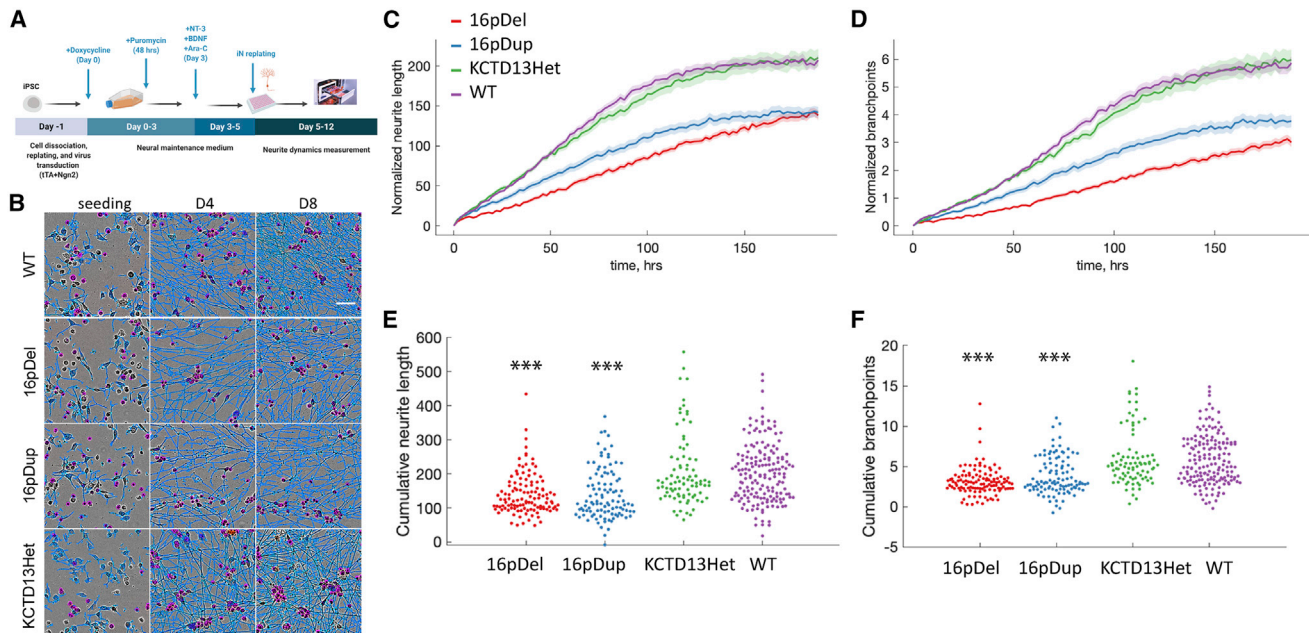 A
+Doxycycline
(Day 0)
+Puromycin
(48 hrs)
+NT-3
+BDNF
+Ara-C
(Day 3)
iN replating
iPSC
Day -1
Day 0-3
Day 3-5
Day 5-12
Cell dissociation,
replating, and virus
transduction
(tTA+Ngn2)
Neural maintenance medium
Neurite dynamics measurement
B
seeding
D4
D8
WT
16pDel
16pDup
KCTD13Het
C
16pDel
16pDup
KCTD13Het
WT
Normalized neurite length
200
150
100
50
0
0
50
100
150
time, hrs
D
Normalized branchpoints
6
5
4
3
2
1
0
0
50
100
150
time, hrs
E
Cumulative neurite length
600
500
400
300
200
100
0
***
***
16pDel
16pDup
KCTD13Het
WT
F
Cumulative branchpoints
20
15
10
5
0
-5
***
***
16pDel
16pDup
KCTD13Het
WT